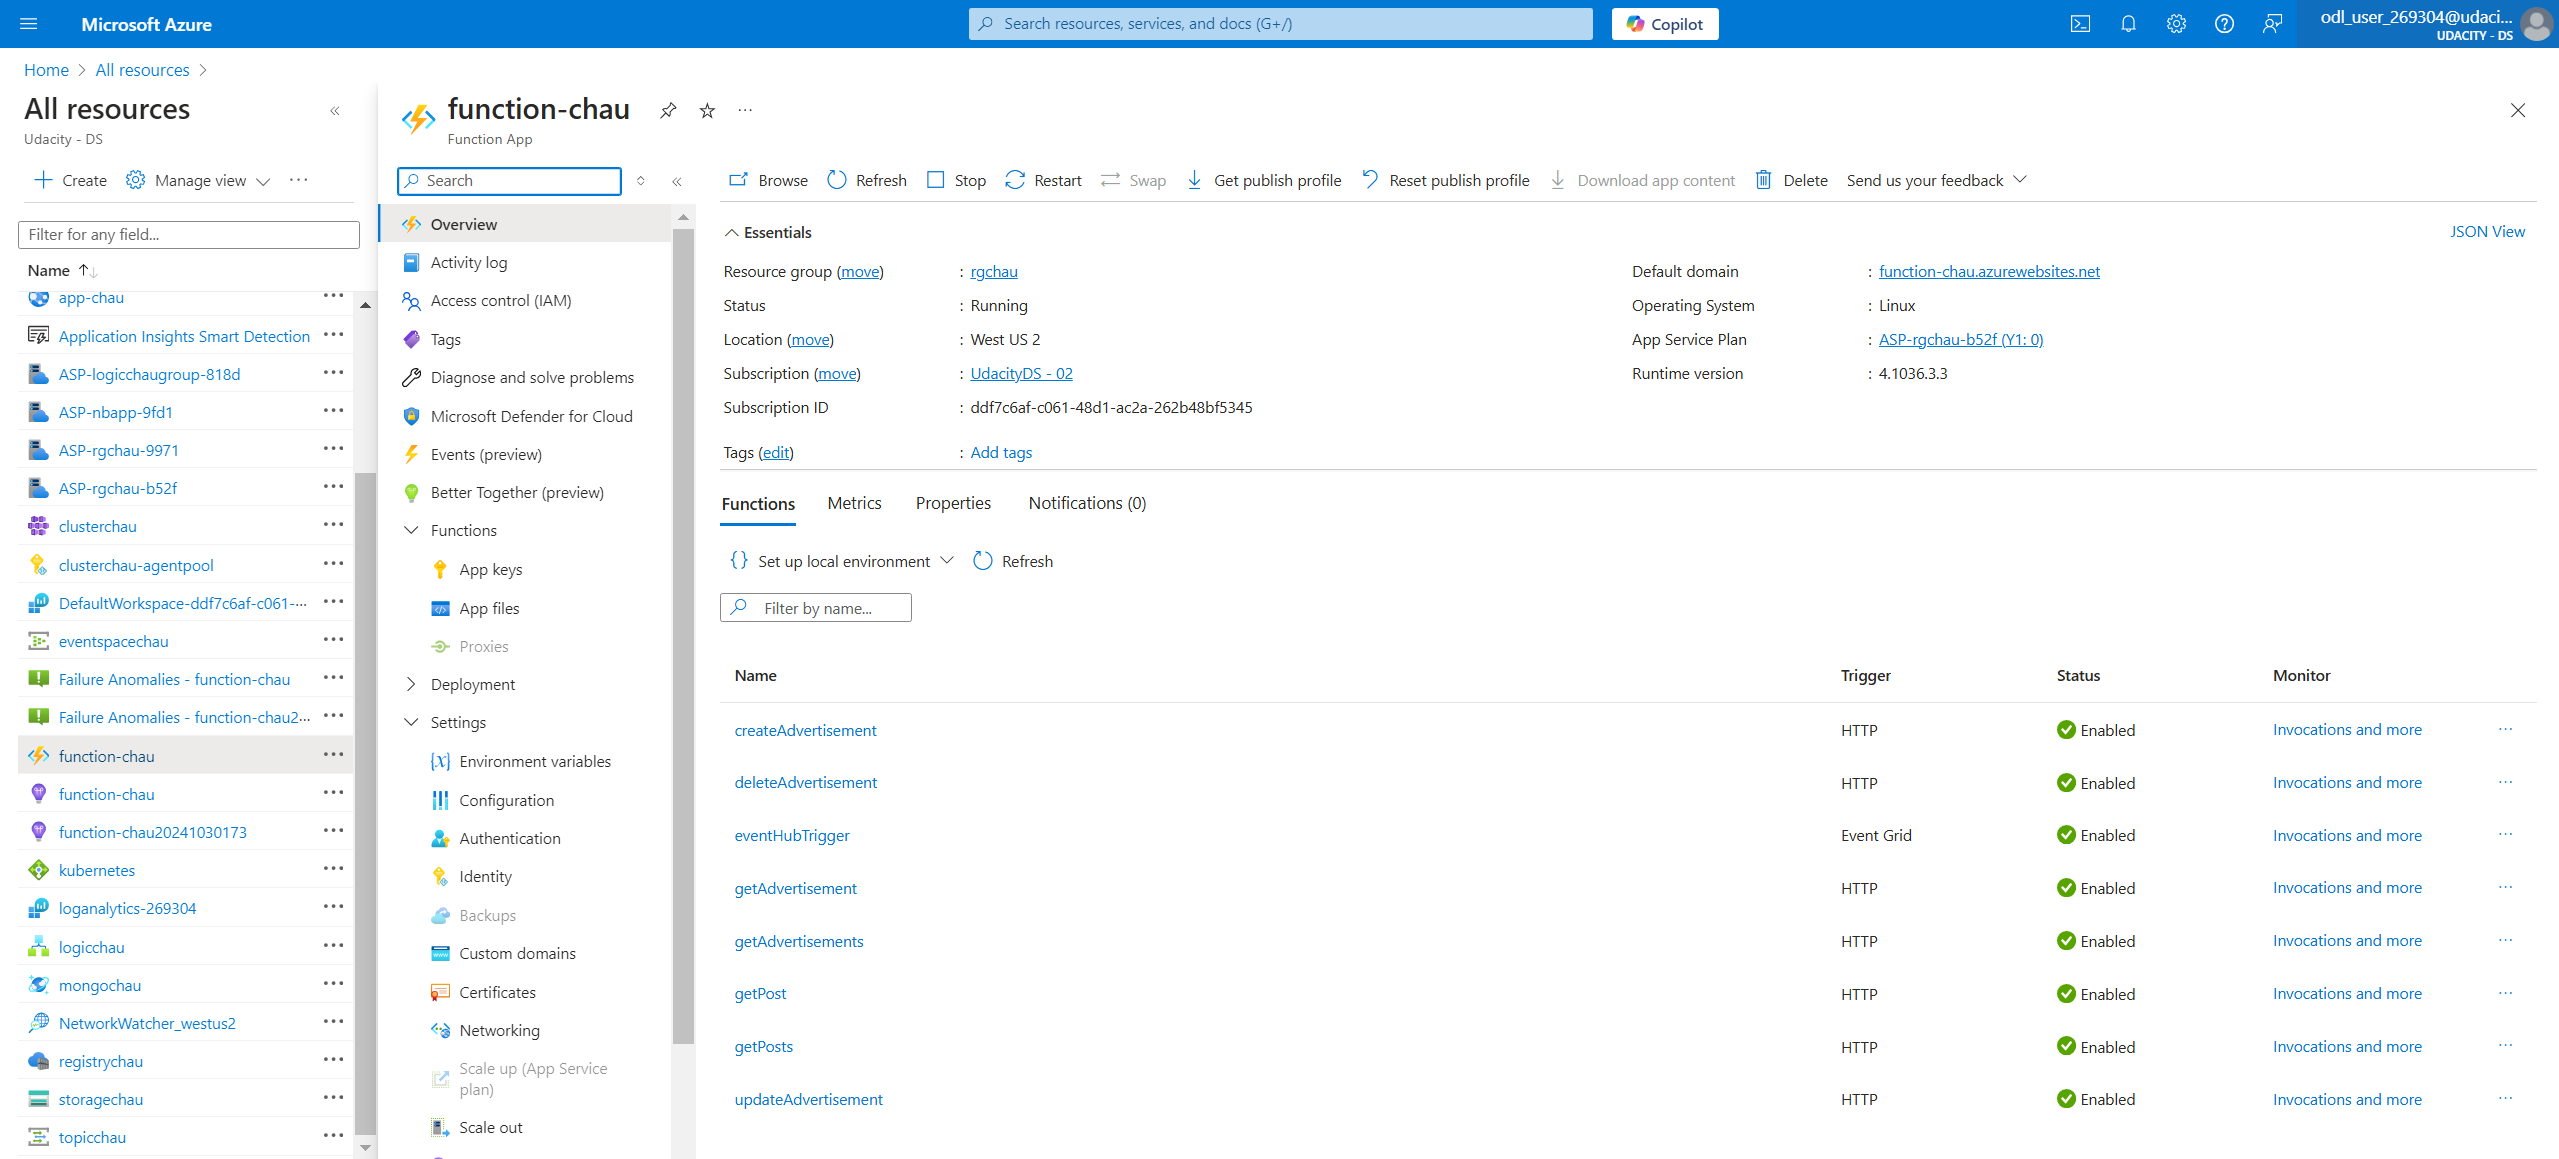 Microsoft Azure
Search resources, services, and docs (G+/)
Copilot
odl_user_269304@udaci...
UDACITY - DS
Home > All resources >
All resources
Udacity - DS
Create
Manage view
Filter for any field...
Name
app-chau
Application Insights Smart Detection
ASP-logicchaugroup-818d
ASP-nbapp-9fd1
ASP-rgchau-9971
ASP-rgchau-b52f
clusterchau
clusterchau-agentpool
DefaultWorkspace-ddf7c6af-c061-...
eventspacechau
Failure Anomalies - function-chau
Failure Anomalies - function-chau2...
function-chau
function-chau
function-chau20241030173
kubernetes
loganalytics-269304
logicchau
mongochau
NetworkWatcher_westus2
registrychau
storagechau
topicchau
function-chau
Function App
Search
Overview
Activity log
Access control (IAM)
Tags
Diagnose and solve problems
Microsoft Defender for Cloud
Events (preview)
Better Together (preview)
Functions
App keys
App files
Proxies
Deployment
Settings
Environment variables
Configuration
Authentication
Identity
Backups
Custom domains
Certificates
Networking
Scale up (App Service
plan)
Scale out
Browse Refresh Stop Restart Swap Get publish profile Reset publish profile Download app content Delete Send us your feedback
Essentials
JSON View
Resource group (move) : rgchau
Status : Running
Location (move) : West US 2
Subscription (move) : UdacityDS - 02
Subscription ID : ddf7c6af-c061-48d1-ac2a-262b48bf5345
Tags (edit) : Add tags
Default domain : function-chau.azurewebsites.net
Operating System : Linux
App Service Plan : ASP-rgchau-b52f (Y1: 0)
Runtime version : 4.1036.3.3
Functions Metrics Properties Notifications (0)
Set up local environment Refresh
Filter by name...
Name Trigger Status Monitor
createAdvertisement HTTP Enabled Invocations and more
deleteAdvertisement HTTP Enabled Invocations and more
eventHubTrigger Event Grid Enabled Invocations and more
getAdvertisement HTTP Enabled Invocations and more
getAdvertisements HTTP Enabled Invocations and more
getPost HTTP Enabled Invocations and more
getPosts HTTP Enabled Invocations and more
updateAdvertisement HTTP Enabled Invocations and more